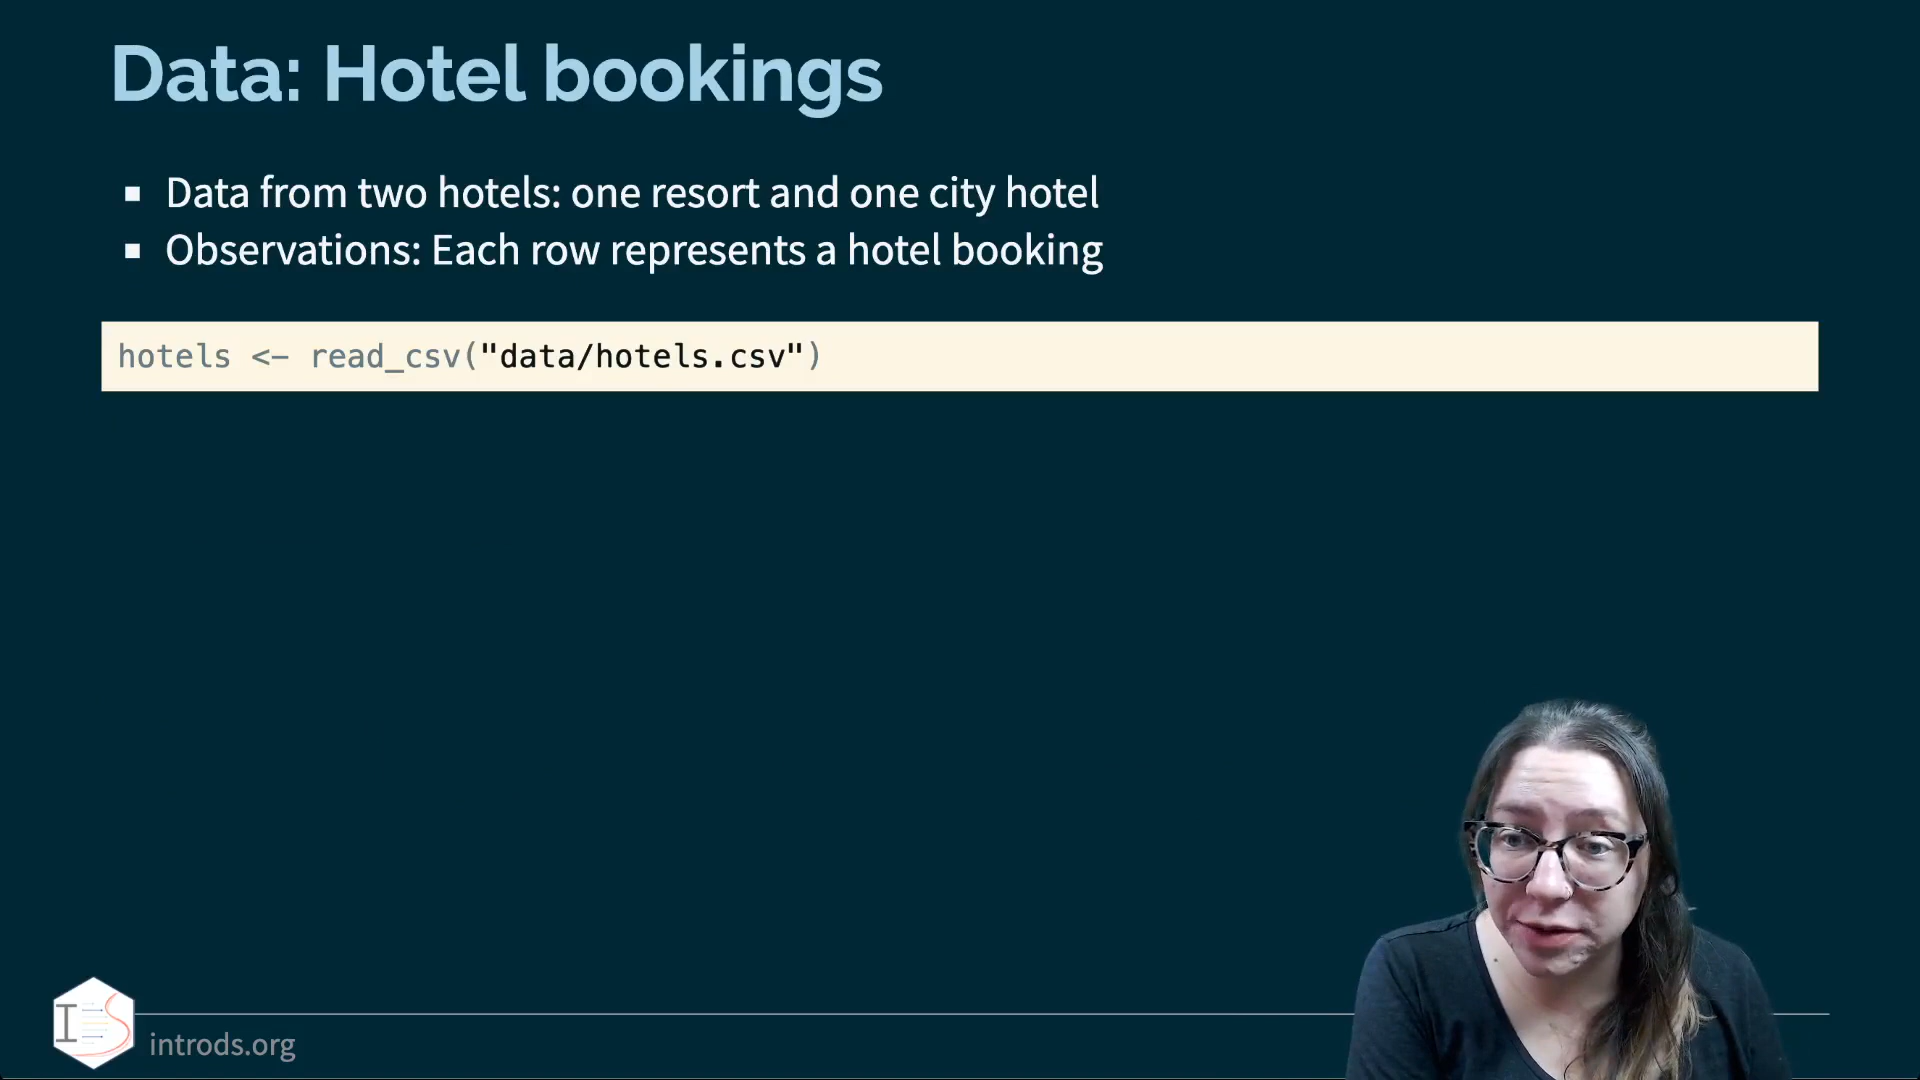 Data: Hotel bookings
Data from two hotels: one resort and one city hotel
Observations: Each row represents a hotel booking
hotels <- read_csv("data/hotels.csv")
IS
introds.org